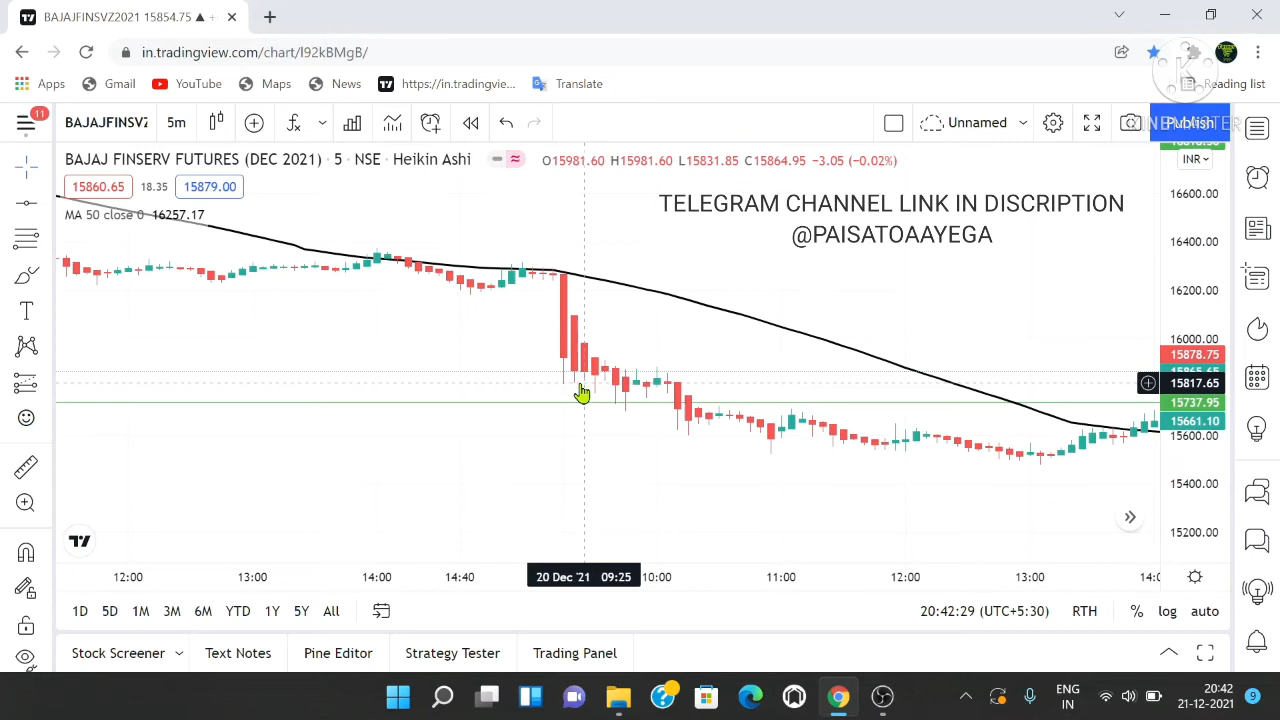 BAJAJFINSVZ2021 15854.75 ▲ +
in.tradingview.com/chart/l92kBMgB/
Apps Gmail YouTube Maps News https://in.tradingvie... Translate Reading list
11 BAJAJFINSVZ 5m Unnamed Publish
KINEMASTER
BAJAJ FINSERV FUTURES (DEC 2021) · 5 · NSE · Heikin Ashi O15981.60 H15981.60 L15831.85 C15864.95 −3.05 (−0.02%) INR
15860.65 18.35 15879.00
MA 50 close 0 16257.17
TELEGRAM CHANNEL LINK IN DISCRIPTION
@PAISATOAAYEGA
16600.00
16400.00
16200.00
16000.00
15878.75
15817.65
15737.95
15661.10
15600.00
15400.00
15200.00
12:00 13:00 14:00 14:40 20 Dec '21 09:25 10:00 11:00 12:00 13:00 14:0
1D 5D 1M 3M 6M YTD 1Y 5Y All 20:42:29 (UTC+5:30) RTH % log auto
Stock Screener Text Notes Pine Editor Strategy Tester Trading Panel
ENG 20:42
IN 21-12-2021 9